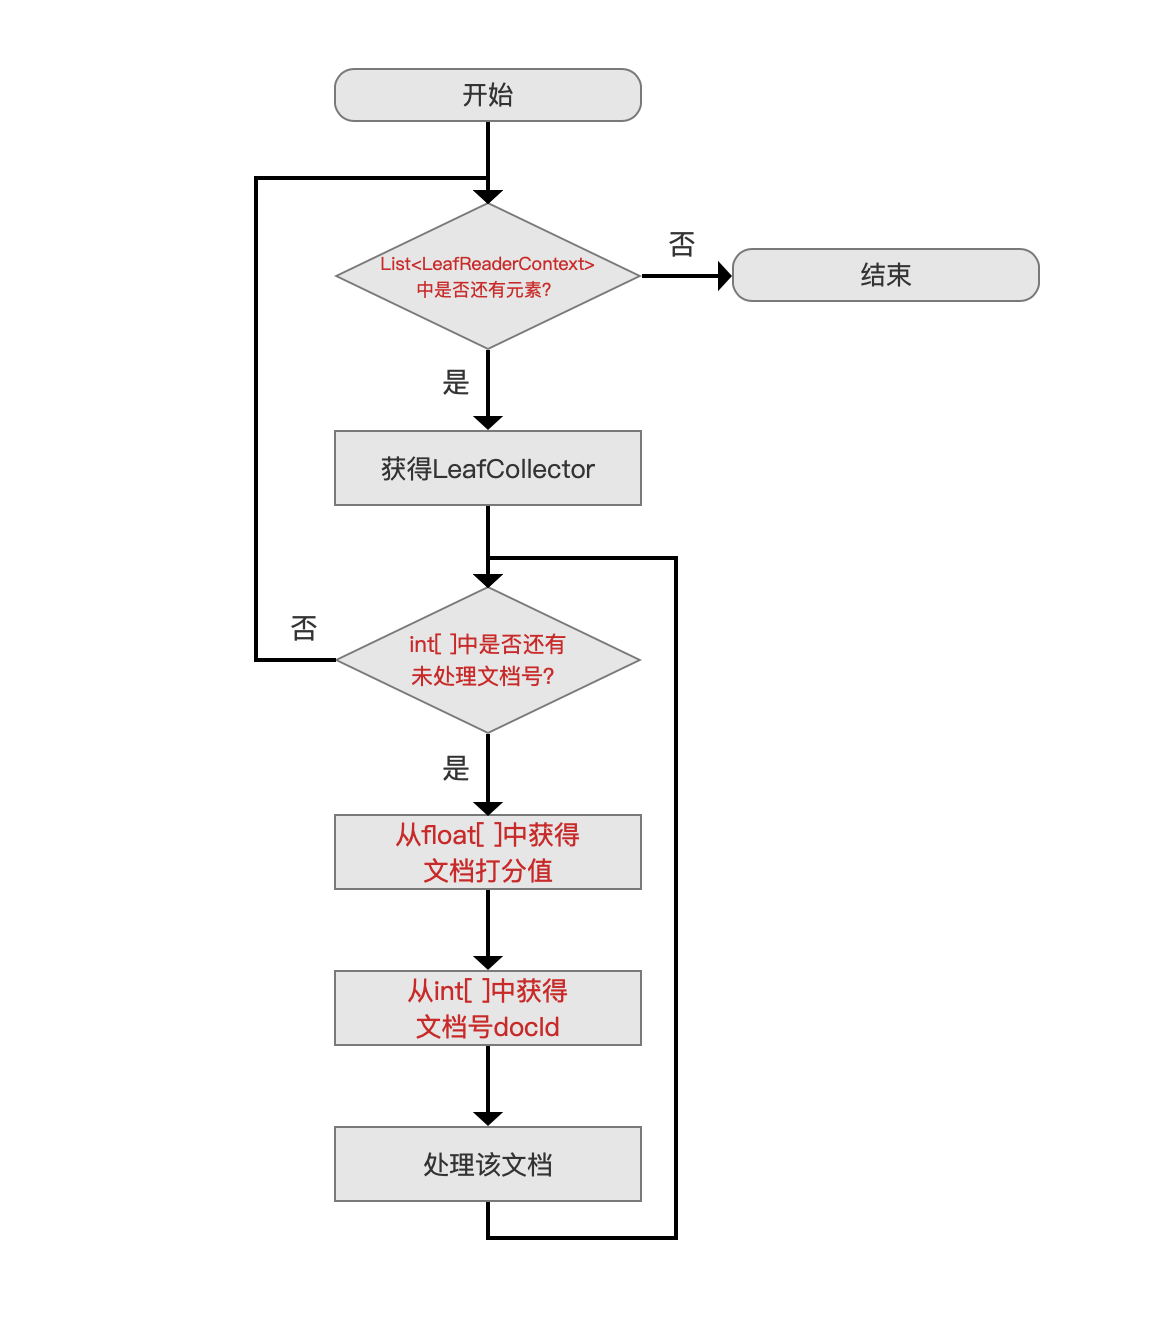 开始
List<LeafReaderContext>
中是否还有元素?
否
结束
是
获得LeafCollector
否
int[ ]中是否还有
未处理文档号?
是
从float[ ]中获得
文档打分值
从int[ ]中获得
文档号docId
处理该文档